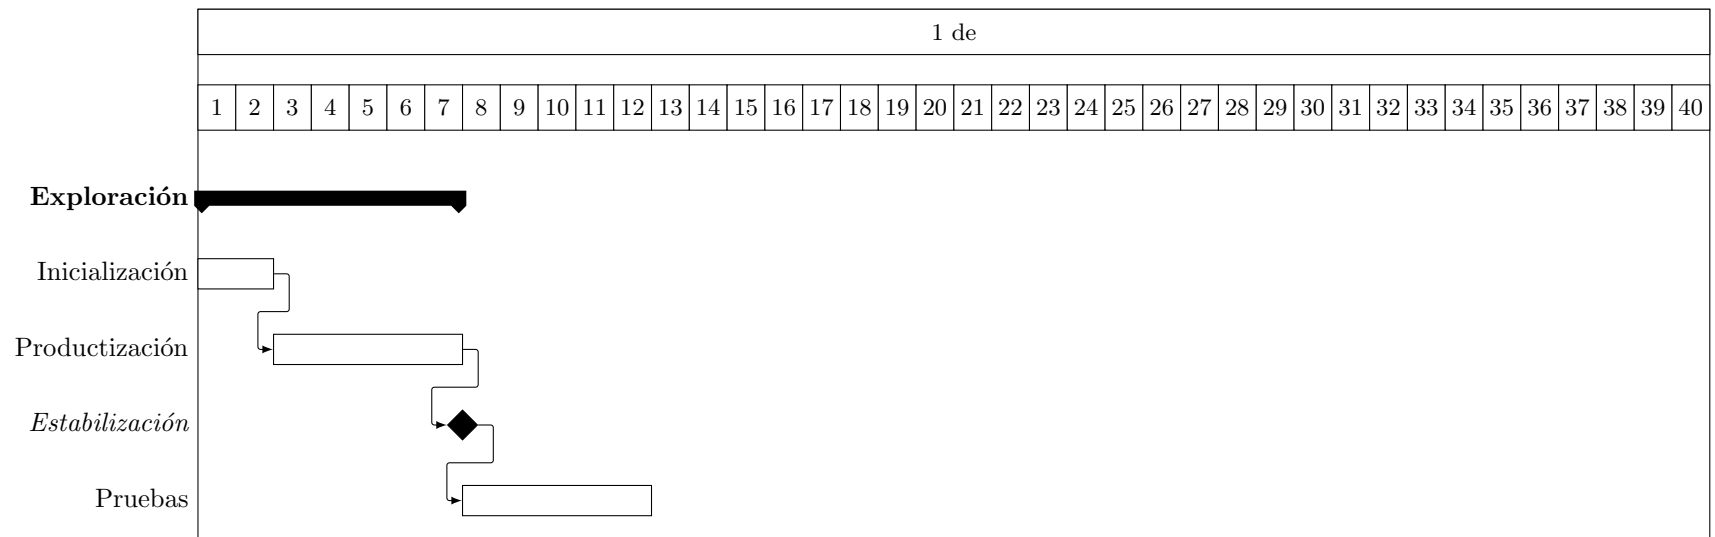 1 de
1 2 3 4 5 6 7 8 9 10 11 12 13 14 15 16 17 18 19 20 21 22 23 24 25 26 27 28 29 30 31 32 33 34 35 36 37 38 39 40
Exploración
Inicialización
Productización
Estabilización
Pruebas